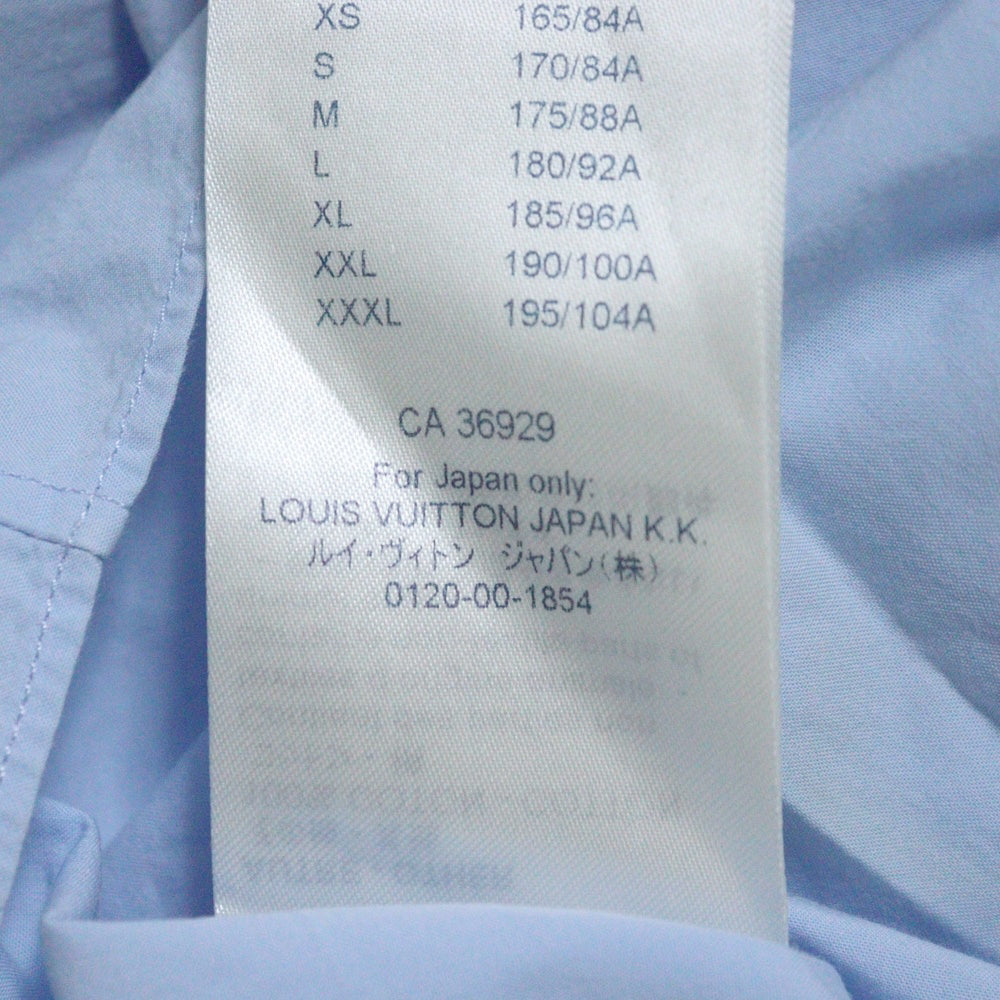 XS 165/84A
S 170/84A
M 175/88A
L 180/92A
XL 185/96A
XXL 190/100A
XXXL 195/104A
CA 36929
For Japan only:
LOUIS VUITTON JAPAN K.K.
ルイ・ヴィトン ジャパン(株)
0120-00-1854